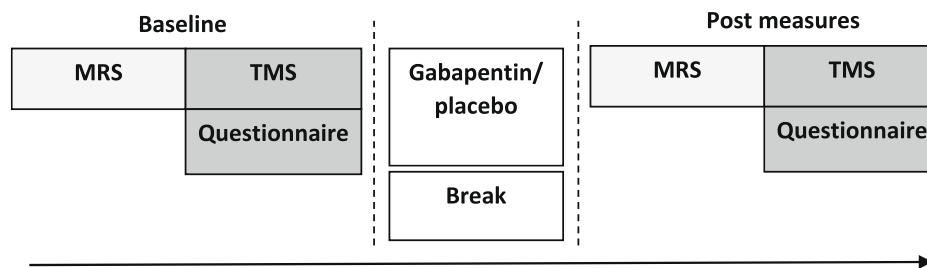 Baseline
MRS
TMS
Questionnaire
Gabapentin/
placebo
Break
Post measures
MRS
TMS
Questionnaire